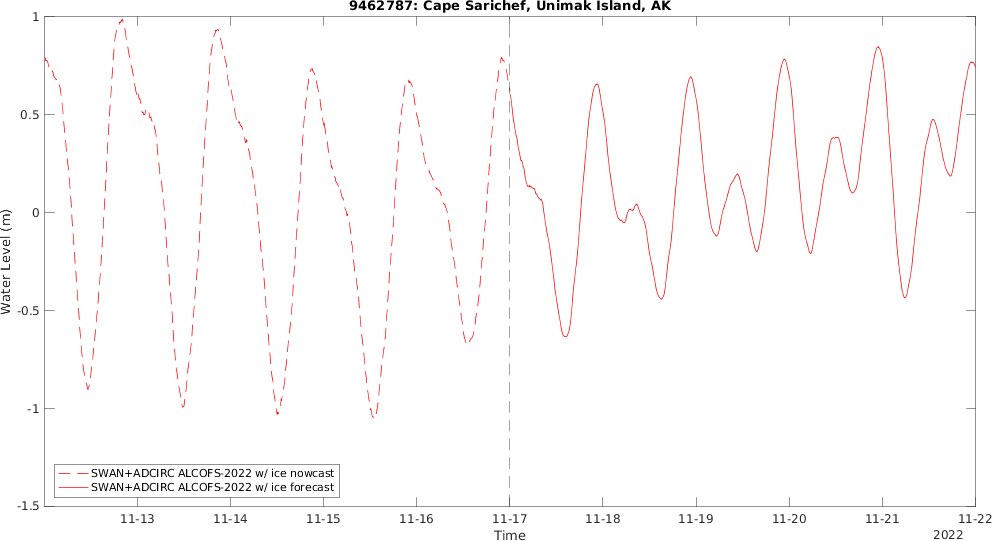 9462787: Cape Sarichef, Unimak Island, AK
1
0.5
0
-0.5
-1
-1.5
Water Level (m)
SWAN+ADCIRC ALCOFS-2022 w/ ice nowcast
SWAN+ADCIRC ALCOFS-2022 w/ ice forecast
11-13 11-14 11-15 11-16 11-17 11-18 11-19 11-20 11-21 11-22
Time
2022